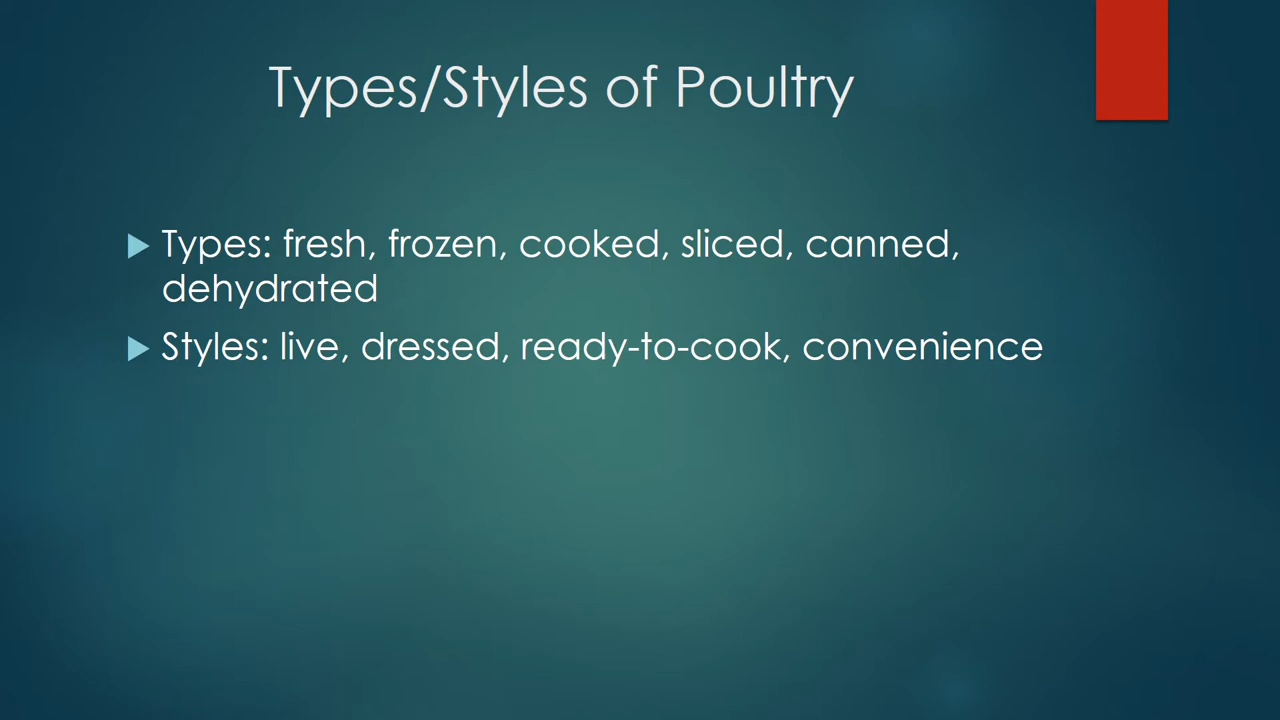 Types/Styles of Poultry
Types: fresh, frozen, cooked, sliced, canned,
dehydrated
Styles: live, dressed, ready-to-cook, convenience